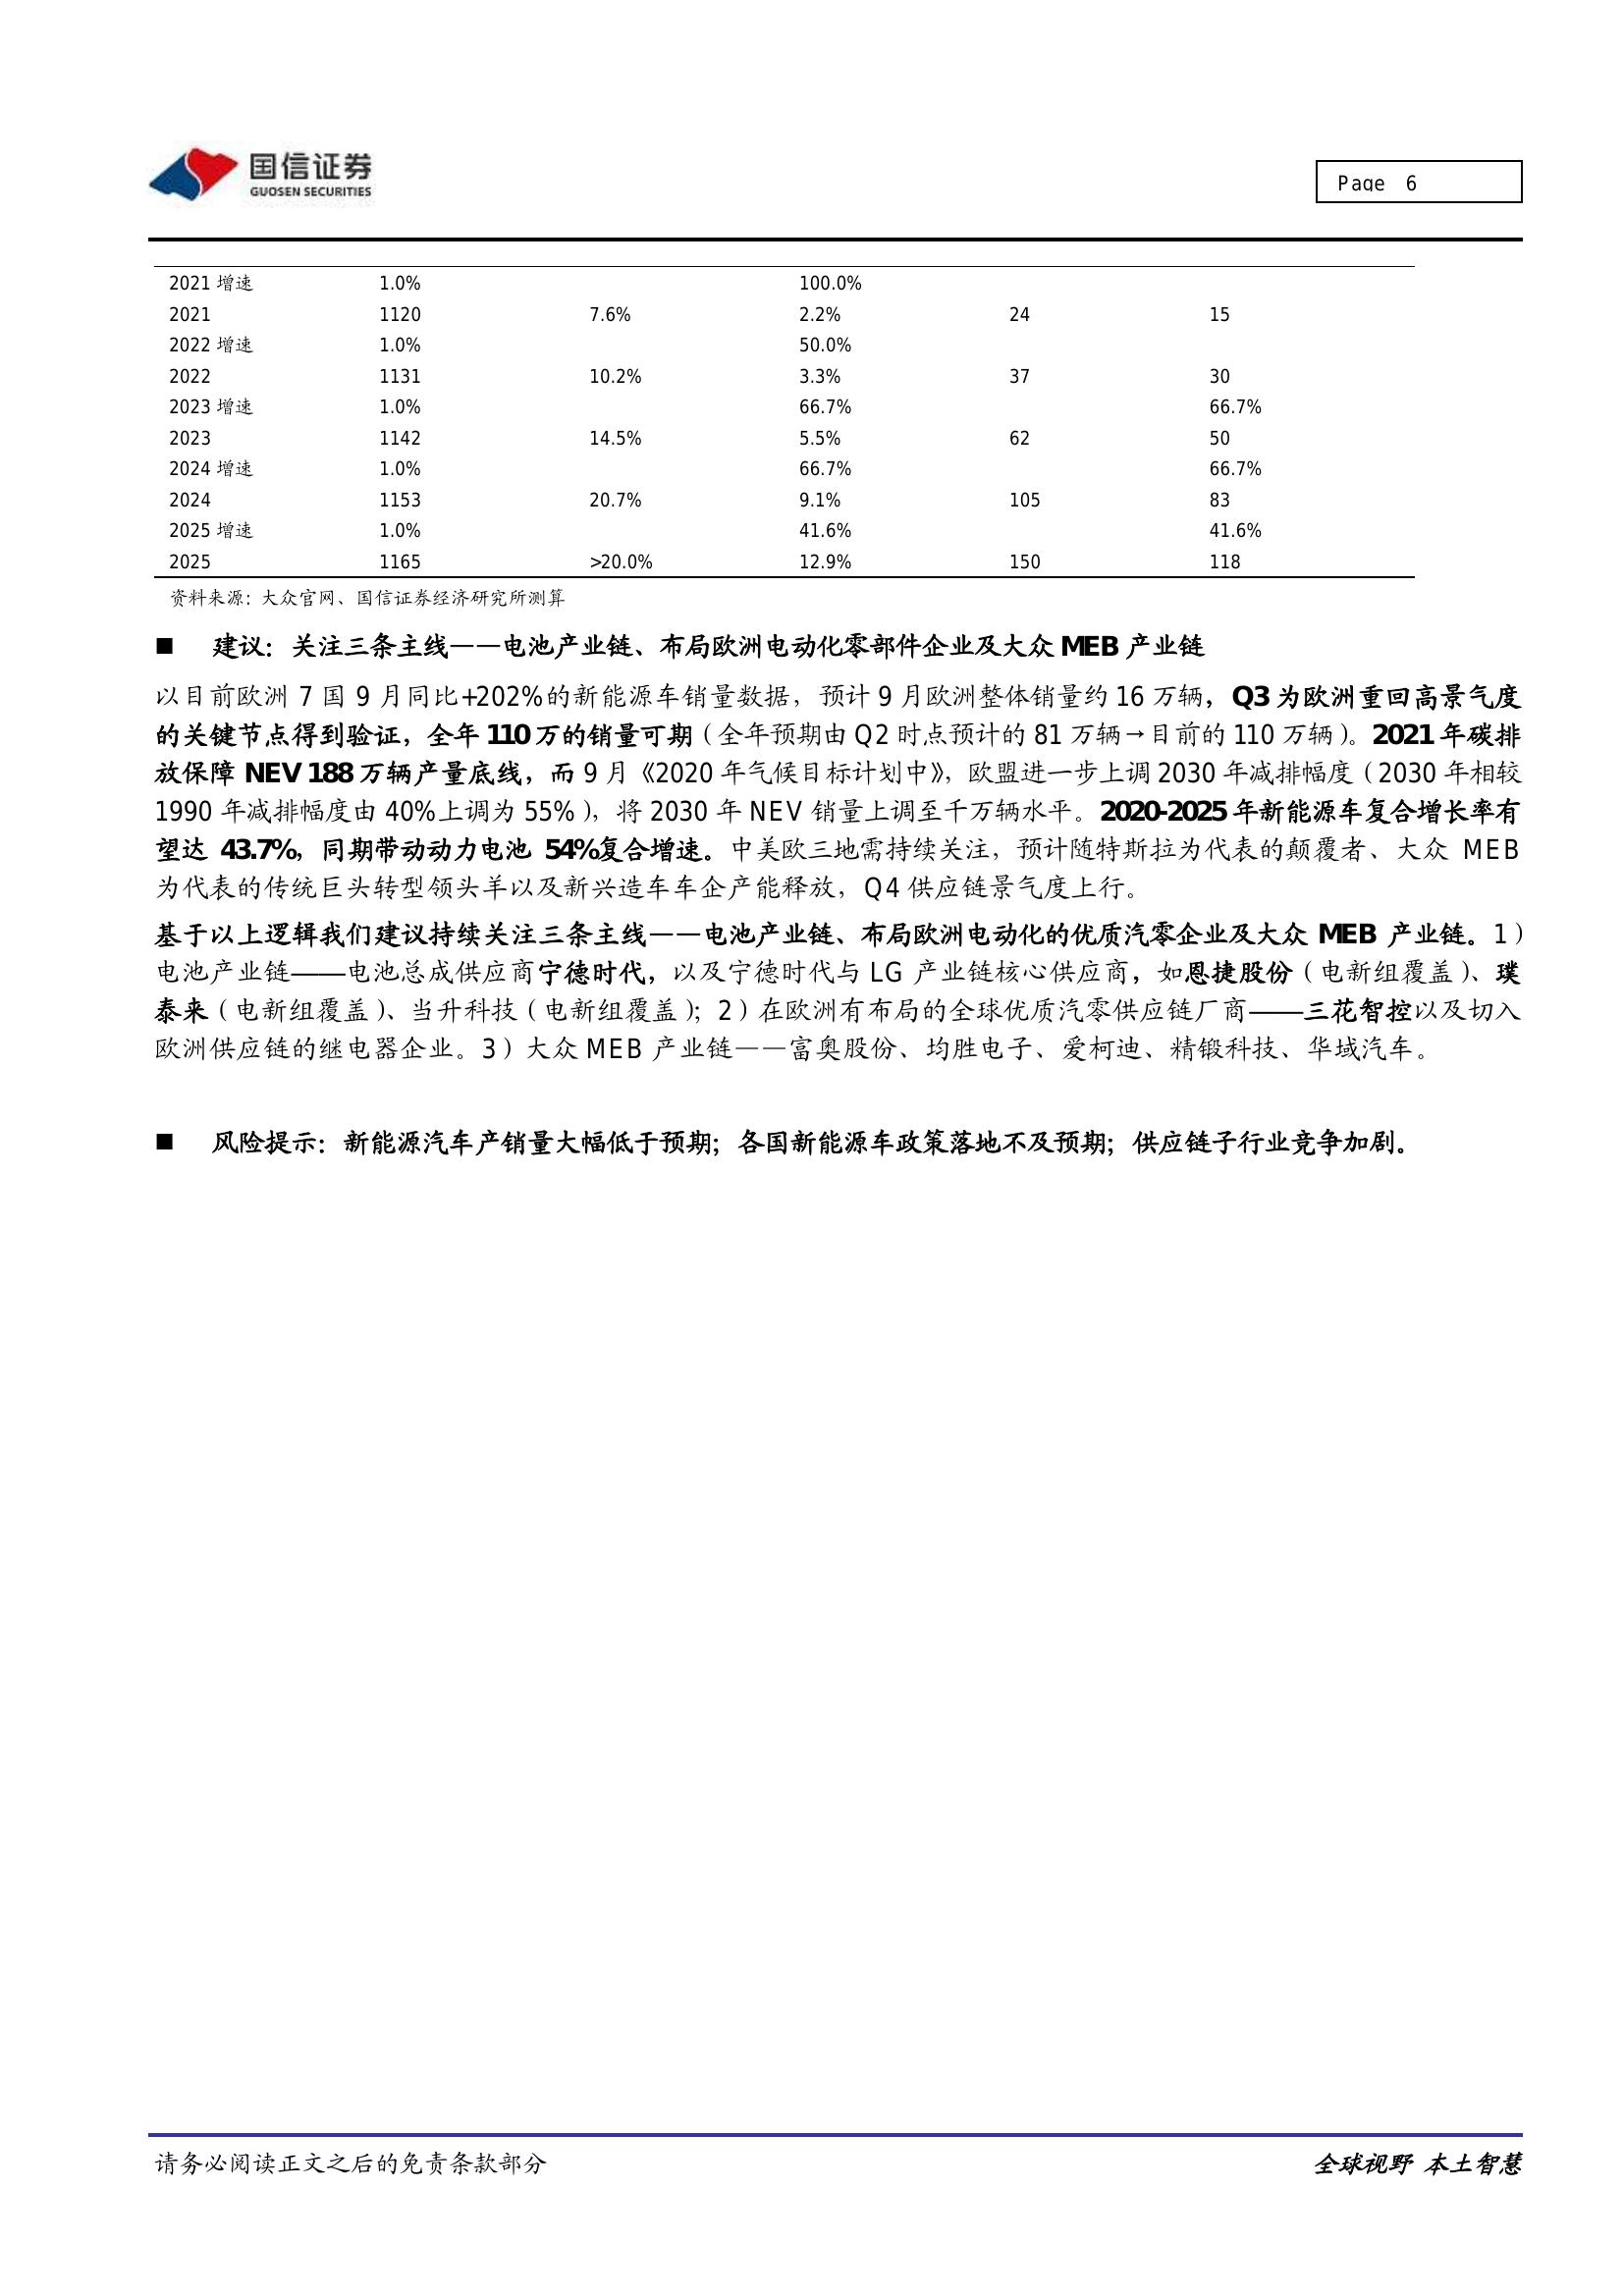 国信证券
GUOSEN SECURITIES
Page 6
2021 增速 1.0% 100.0%
2021 1120 7.6% 2.2% 24 15
2022 增速 1.0% 50.0%
2022 1131 10.2% 3.3% 37 30
2023 增速 1.0% 66.7% 66.7%
2023 1142 14.5% 5.5% 62 50
2024 增速 1.0% 66.7% 66.7%
2024 1153 20.7% 9.1% 105 83
2025 增速 1.0% 41.6% 41.6%
2025 1165 >20.0% 12.9% 150 118
资料来源：大众官网、国信证券经济研究所测算
■ 建议：关注三条主线——电池产业链、布局欧洲电动化零部件企业及大众 MEB 产业链
以目前欧洲 7 国 9 月同比+202%的新能源车销量数据，预计 9 月欧洲整体销量约 16 万辆，Q3 为欧洲重回高景气度
的关键节点得到验证，全年 110 万的销量可期（全年预期由 Q2 时点预计的 81 万辆→目前的 110 万辆）。2021 年碳排
放保障 NEV 188 万辆产量底线，而 9 月《2020 年气候目标计划中》，欧盟进一步上调 2030 年减排幅度（2030 年相较
1990 年减排幅度由 40%上调为 55%），将 2030 年 NEV 销量上调至千万辆水平。2020-2025 年新能源车复合增长率有
望达 43.7%，同期带动动力电池 54%复合增速。中美欧三地需持续关注，预计随特斯拉为代表的颠覆者、大众 MEB
为代表的传统巨头转型领头羊以及新兴造车车企产能释放，Q4 供应链景气度上行。
基于以上逻辑我们建议持续关注三条主线——电池产业链、布局欧洲电动化的优质汽零企业及大众 MEB 产业链。1）
电池产业链——电池总成供应商宁德时代，以及宁德时代与 LG 产业链核心供应商，如恩捷股份（电新组覆盖）、璞
泰来（电新组覆盖）、当升科技（电新组覆盖）；2）在欧洲有布局的全球优质汽零供应链厂商——三花智控以及切入
欧洲供应链的继电器企业。3）大众 MEB 产业链——富奥股份、均胜电子、爱柯迪、精锻科技、华域汽车。
■ 风险提示：新能源汽车产销量大幅低于预期；各国新能源车政策落地不及预期；供应链子行业竞争加剧。
请务必阅读正文之后的免责条款部分
全球视野 本土智慧